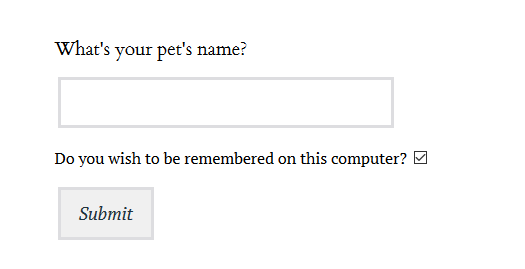 What's your pet's name?
Do you wish to be remembered on this computer?
Submit